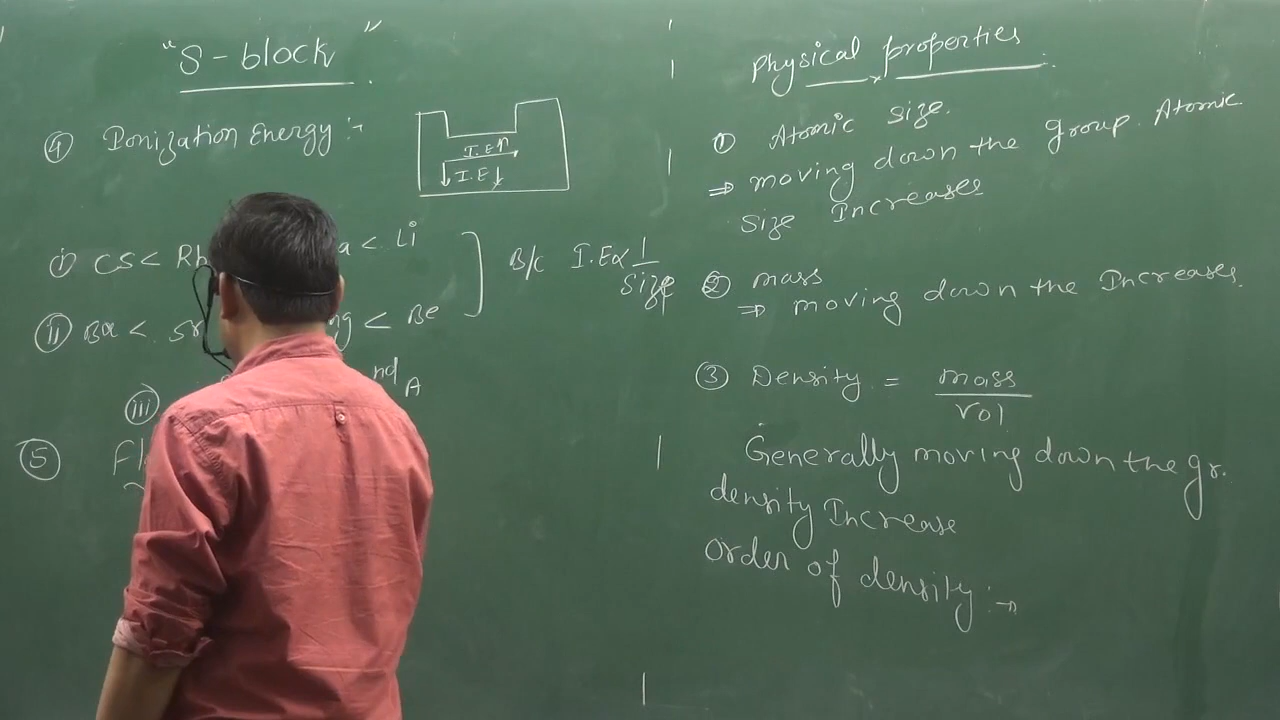 "S-block"
④ Ionization Energy :-
I.E↑
I.E↓
ⓘ Cs < Rb
< Li
ⓘⓘ Ba < Sr
< Be
B/C I.E ∝ 1/Size
(iii)
nd A
⑤ Fl
Physical properties
① Atomic size.
⇒ moving down the group. Atomic
size Increases
② mass
⇒ moving down the Increases
③ Density = mass/Vol
Generally moving down the gr.
density Increase
Order of density :→